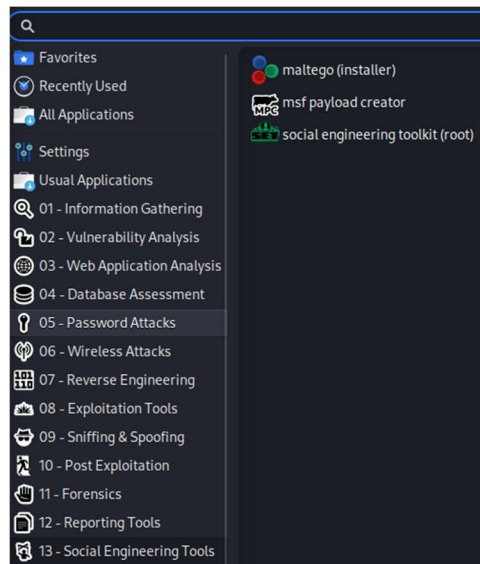 Favorites
Recently Used
All Applications
Settings
Usual Applications
01 - Information Gathering
02 - Vulnerability Analysis
03 - Web Application Analysis
04 - Database Assessment
05 - Password Attacks
06 - Wireless Attacks
07 - Reverse Engineering
08 - Exploitation Tools
09 - Sniffing & Spoofing
10 - Post Exploitation
11 - Forensics
12 - Reporting Tools
13 - Social Engineering Tools
maltego (installer)
MPC
msf payload creator
SET
social engineering toolkit (root)